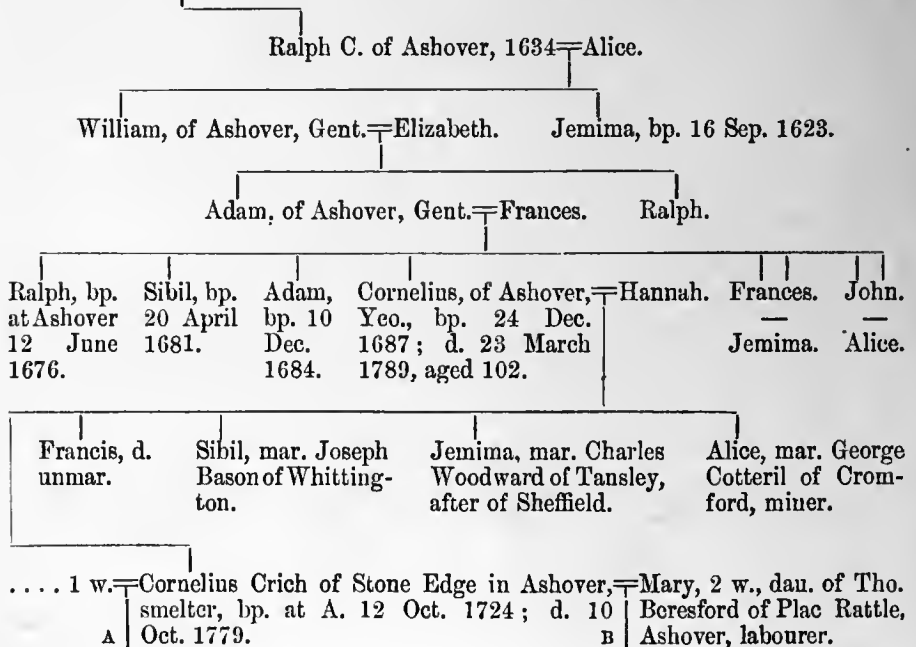 Ralph C. of Ashover, 1634=Alice.
William, of Ashover, Gent.=Elizabeth. Jemima, bp. 16 Sep. 1623.
Adam, of Ashover, Gent.=Frances. Ralph.
Ralph, bp. Sibil, bp. Adam, Cornelius, of Ashover,=Hannah. Frances. John.
at Ashover 20 April bp. 10 Yeo., bp. 24 Dec. — —
12 June 1681. Dec. 1687; d. 23 March Jemima. Alice.
1676. 1684. 1789, aged 102.
Francis, d. Sibil, mar. Joseph Jemima, mar. Charles Alice, mar. George
unmar. Bason of Whitting- Woodward of Tansley, Cotteril of Crom-
ton. after of Sheffield. ford, miner.
.... 1 w.=Cornelius Crich of Stone Edge in Ashover,=Mary, 2 w., dau. of Tho.
smelter, bp. at A. 12 Oct. 1724; d. 10 Beresford of Plac Rattle,
A Oct. 1779. B Ashover, labourer.